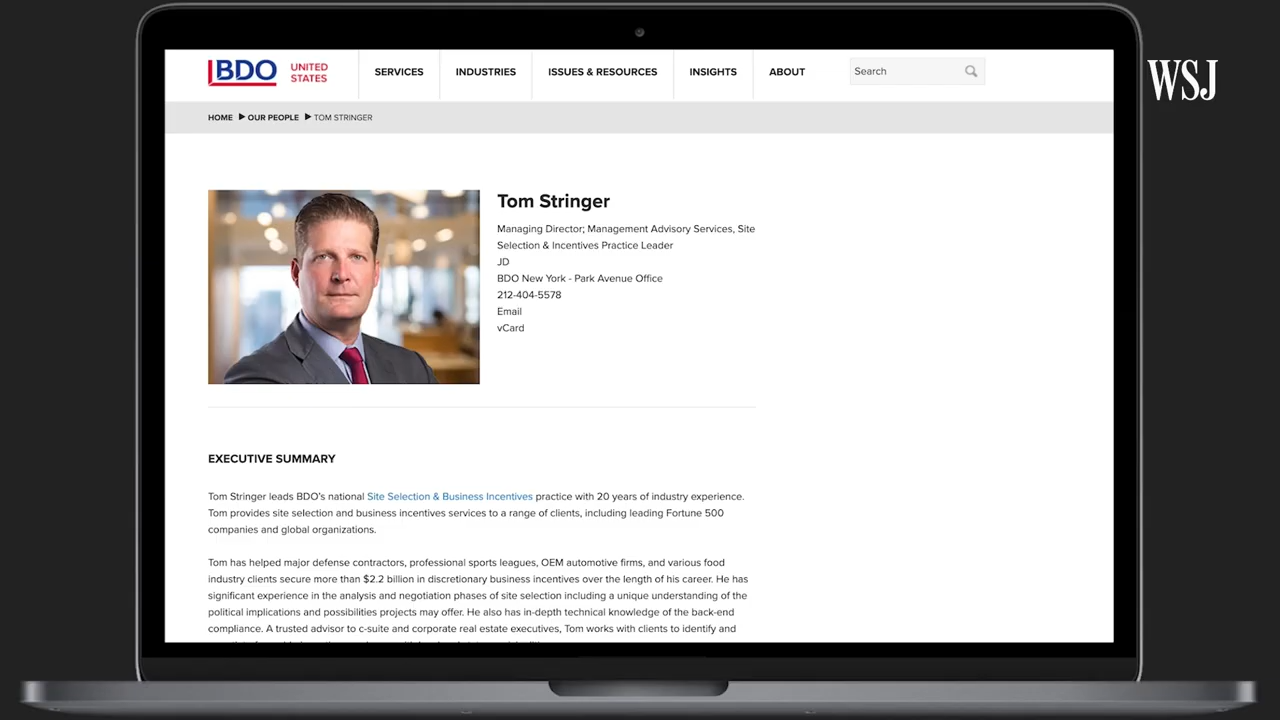 BDO UNITED STATES
SERVICES
INDUSTRIES
ISSUES & RESOURCES
INSIGHTS
ABOUT
Search
WSJ
HOME OUR PEOPLE TOM STRINGER
Tom Stringer
Managing Director; Management Advisory Services, Site
Selection & Incentives Practice Leader
JD
BDO New York - Park Avenue Office
212-404-5578
Email
vCard
EXECUTIVE SUMMARY
Tom Stringer leads BDO's national Site Selection & Business Incentives practice with 20 years of industry experience.
Tom provides site selection and business incentives services to a range of clients, including leading Fortune 500
companies and global organizations.
Tom has helped major defense contractors, professional sports leagues, OEM automotive firms, and various food
industry clients secure more than $2.2 billion in discretionary business incentives over the length of his career. He has
significant experience in the analysis and negotiation phases of site selection including a unique understanding of the
political implications and possibilities projects may offer. He also has in-depth technical knowledge of the back-end
compliance. A trusted advisor to c-suite and corporate real estate executives, Tom works with clients to identify and